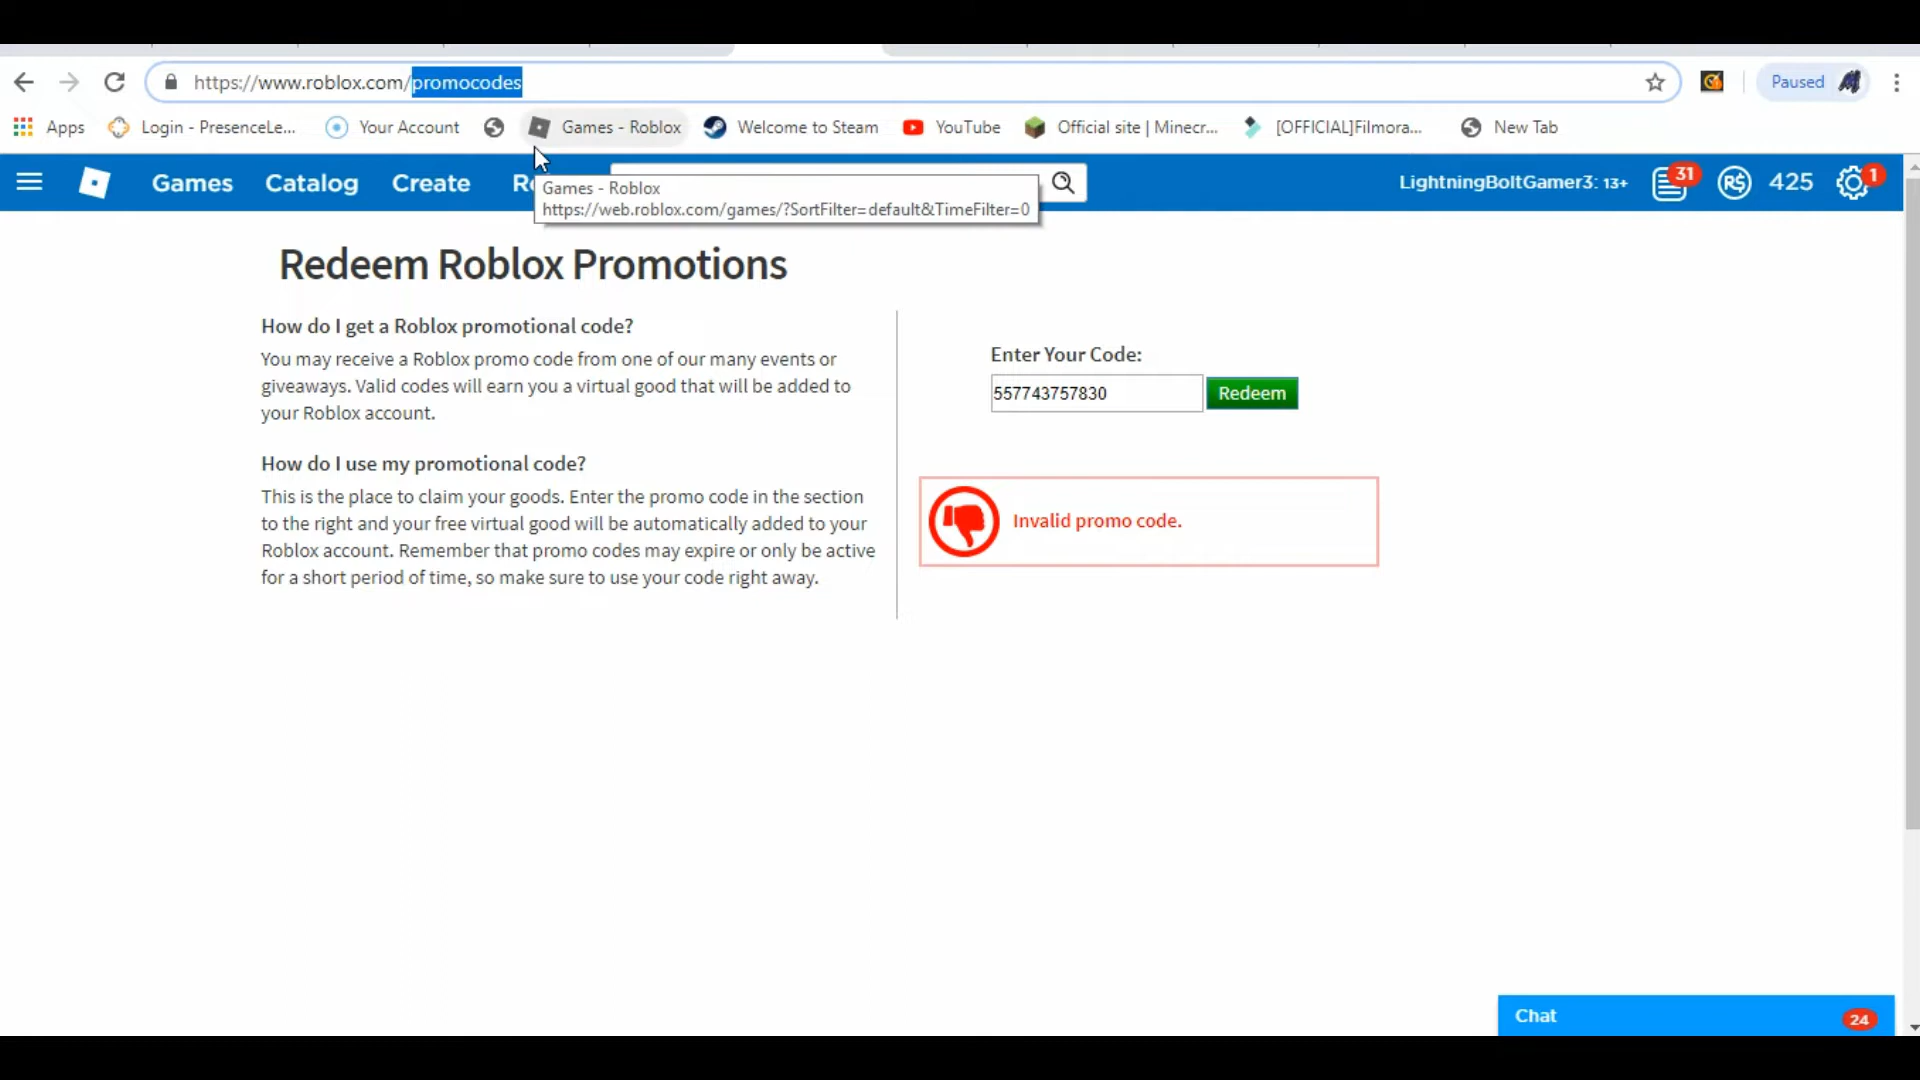 https://www.roblox.com/promocodes
Paused
Apps
Login - PresenceLe...
Your Account
Games - Roblox
Welcome to Steam
YouTube
Official site | Minecr...
[OFFICIAL]Filmora...
New Tab
Games
Catalog
Create
Games - Roblox
https://web.roblox.com/games/?SortFilter=default&TimeFilter=0
LightningBoltGamer3: 13+
31
R$
425
1
Redeem Roblox Promotions
How do I get a Roblox promotional code?
You may receive a Roblox promo code from one of our many events or
giveaways. Valid codes will earn you a virtual good that will be added to
your Roblox account.
How do I use my promotional code?
This is the place to claim your goods. Enter the promo code in the section
to the right and your free virtual good will be automatically added to your
Roblox account. Remember that promo codes may expire or only be active
for a short period of time, so make sure to use your code right away.
Enter Your Code:
557743757830
Redeem
Invalid promo code.
Chat
24